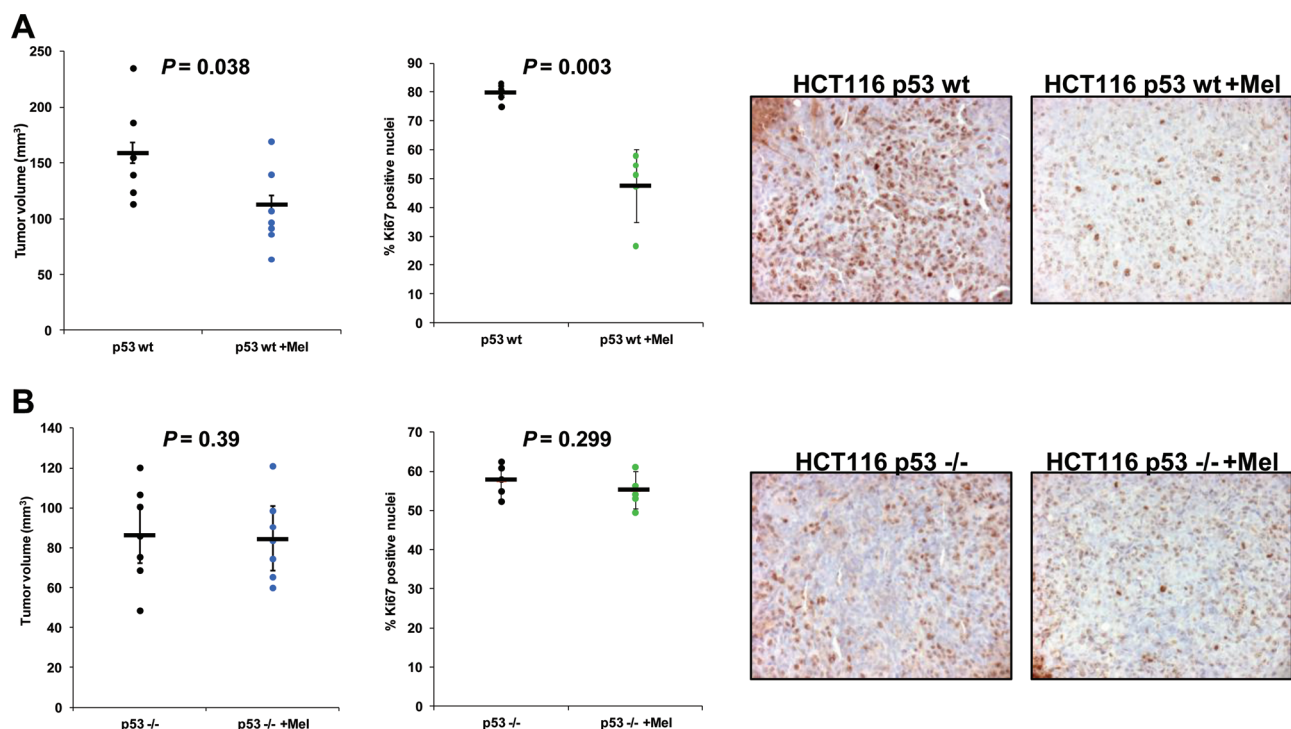 A
P = 0.038
250
200
150
100
50
0
Tumor volume (mm³)
p53 wt
p53 wt +Mel
P = 0.003
90
80
70
60
50
40
30
20
10
0
% Ki67 positive nuclei
p53 wt
p53 wt +Mel
HCT116 p53 wt
HCT116 p53 wt +Mel
B
P = 0.39
140
120
100
80
60
40
20
0
Tumor volume (mm³)
p53 -/-
p53 -/- +Mel
P = 0.299
70
60
50
40
30
20
10
0
% Ki67 positive nuclei
p53 -/-
p53 -/- +Mel
HCT116 p53 -/-
HCT116 p53 -/- +Mel